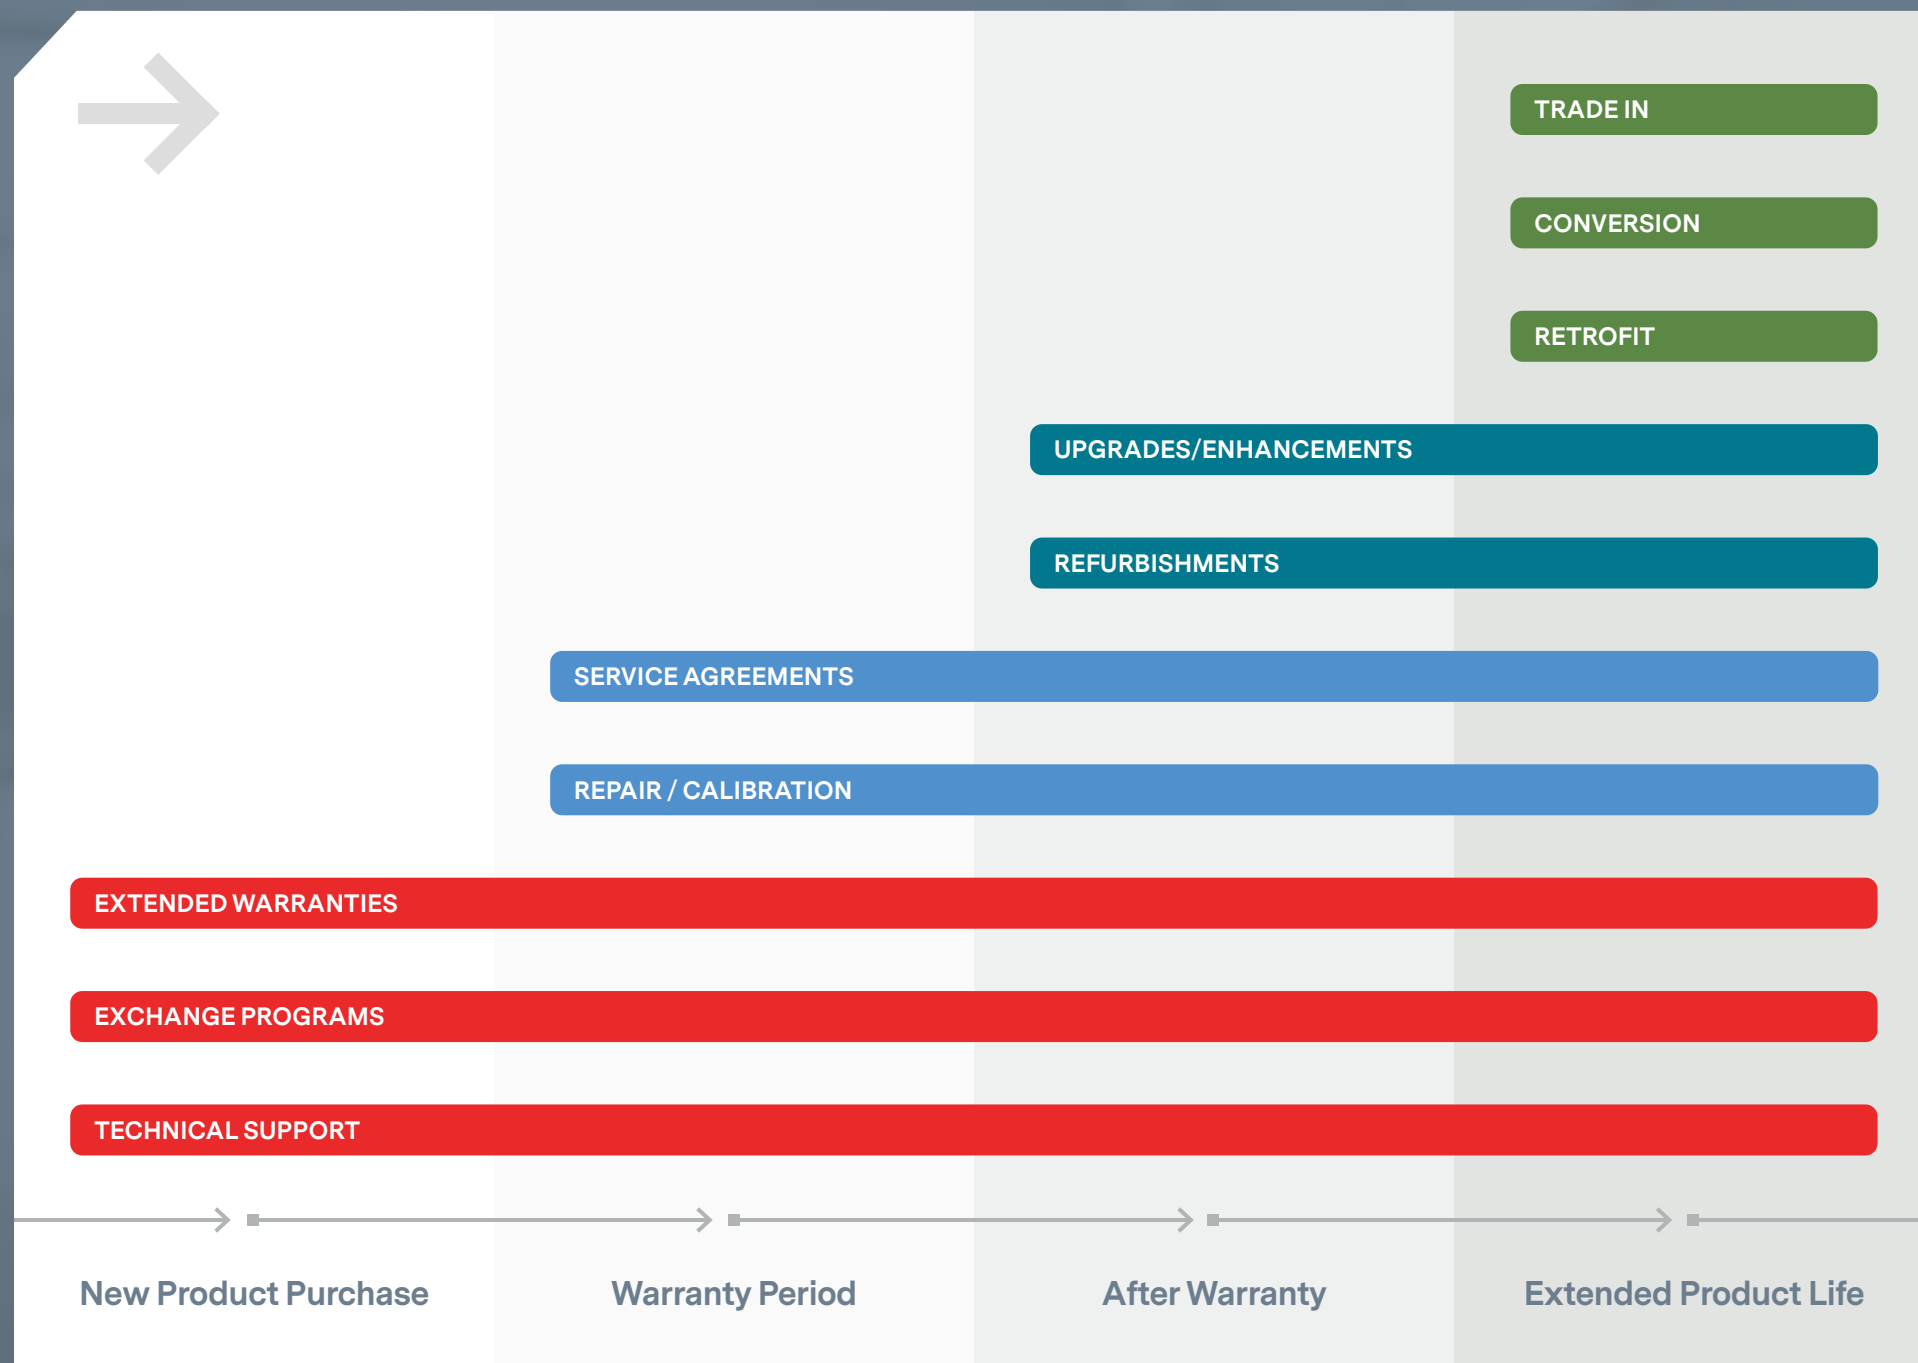 TRADE IN
CONVERSION
RETROFIT
UPGRADES/ENHANCEMENTS
REFURBISHMENTS
SERVICE AGREEMENTS
REPAIR / CALIBRATION
EXTENDED WARRANTIES
EXCHANGE PROGRAMS
TECHNICAL SUPPORT
New Product Purchase
Warranty Period
After Warranty
Extended Product Life